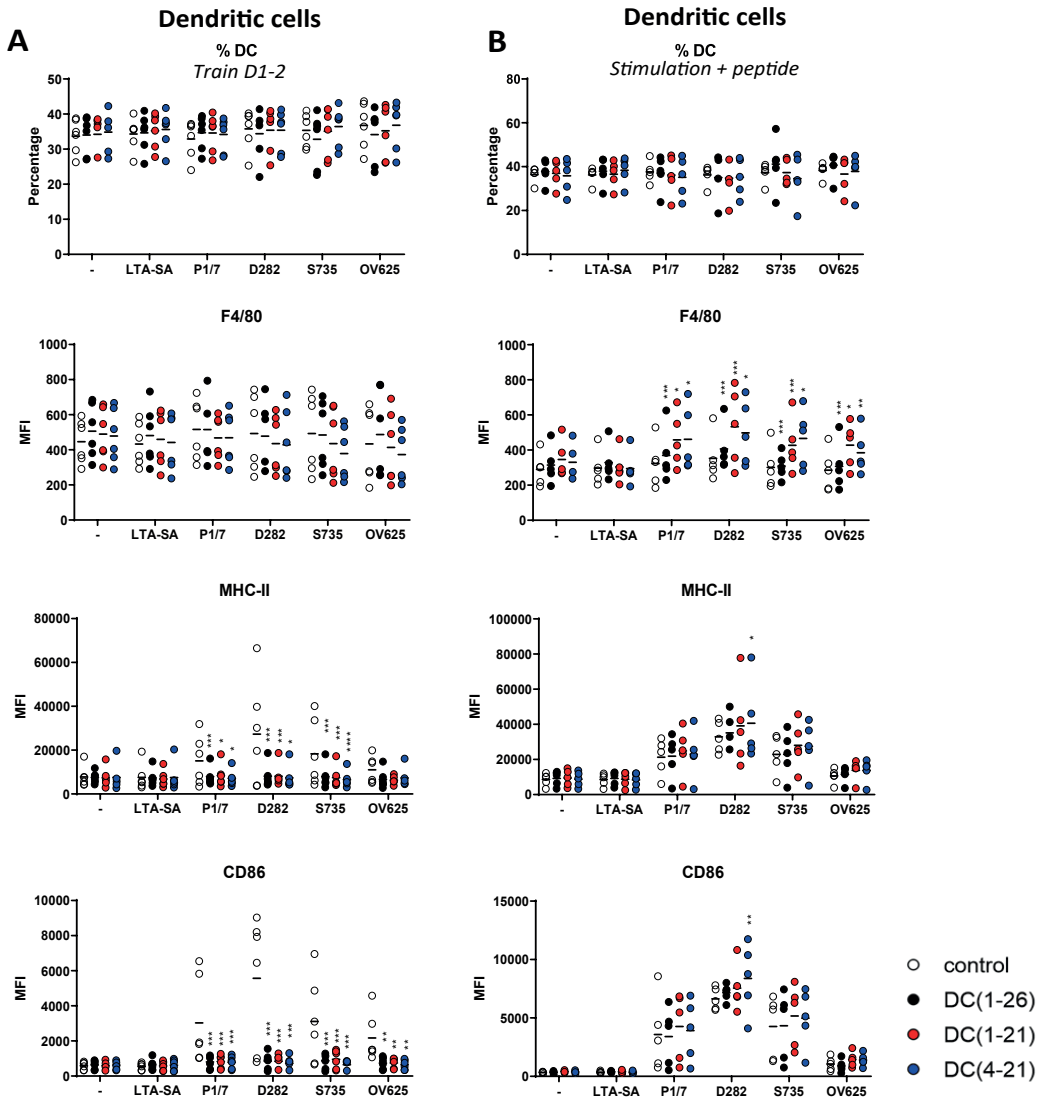 A
Dendritic cells
% DC
Train D1-2
Percentage
50
40
30
20
10
0
- LTA-SA P1/7 D282 S735 OV625
F4/80
MFI
1000
800
600
400
200
0
- LTA-SA P1/7 D282 S735 OV625
MHC-II
MFI
80000
60000
40000
20000
0
*** * *
*** *** *
*** *** ****
- LTA-SA P1/7 D282 S735 OV625
CD86
MFI
10000
8000
6000
4000
2000
0
*** *** ***
*** *** ***
*** *** ***
** ** **
- LTA-SA P1/7 D282 S735 OV625
B
Dendritic cells
% DC
Stimulation + peptide
Percentage
80
60
40
20
0
- LTA-SA P1/7 D282 S735 OV625
F4/80
MFI
1000
800
600
400
200
0
*** * *
*** *** *
*** *** *
*** * **
- LTA-SA P1/7 D282 S735 OV625
MHC-II
MFI
100000
80000
60000
40000
20000
0
*
- LTA-SA P1/7 D282 S735 OV625
CD86
MFI
15000
10000
5000
0
**
- LTA-SA P1/7 D282 S735 OV625
control
DC(1-26)
DC(1-21)
DC(4-21)